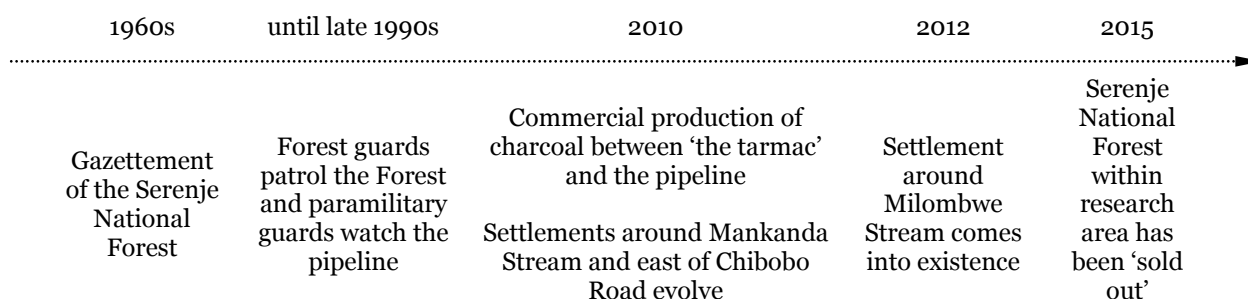 1960s
until late 1990s
2010
2012
2015
Gazettement
of the Serenje
National
Forest
Forest guards
patrol the Forest
and paramilitary
guards watch the
pipeline
Commercial production of
charcoal between ‘the tarmac’
and the pipeline
Settlements around Mankanda
Stream and east of Chibobo
Road evolve
Settlement
around
Milombwe
Stream comes
into existence
Serenje
National
Forest
within
research
area has
been ‘sold
out’